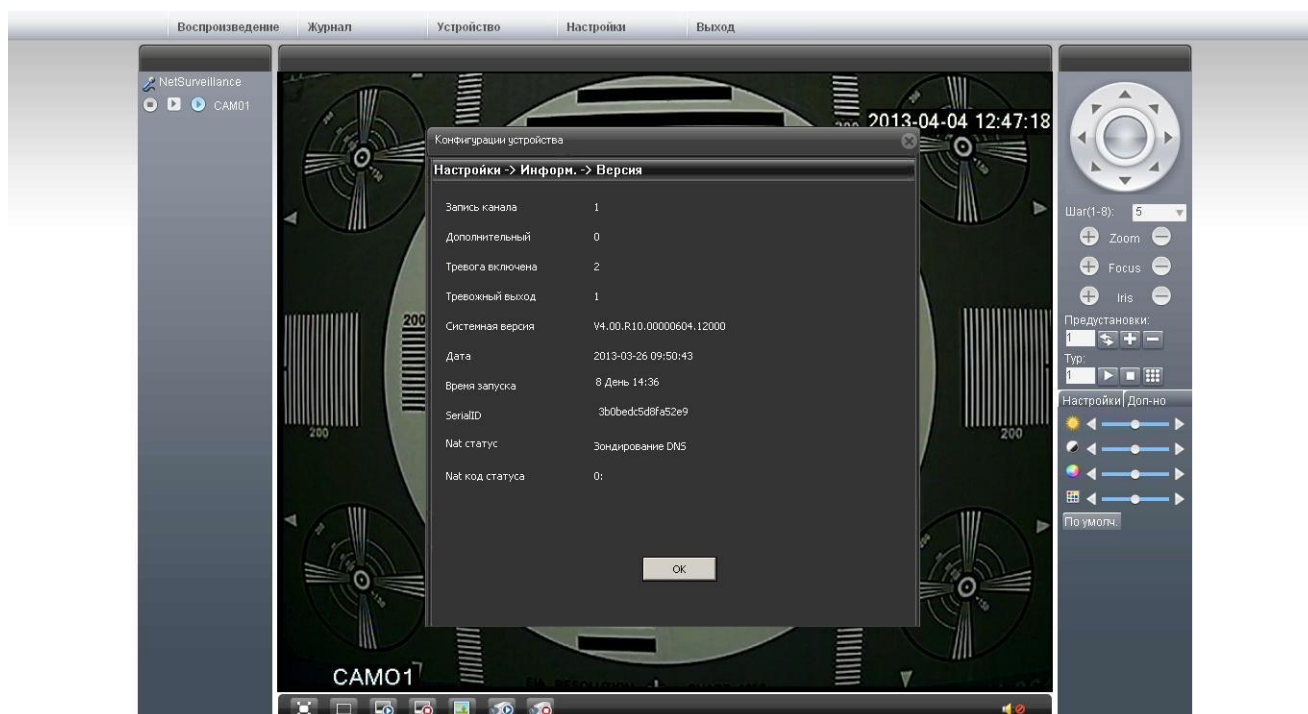 Воспроизведение Журнал Устройство Настройки Выход
NetSurveillance
CAM01
2013-04-04 12:47:18
Конфигурации устройства
Настройки -> Информ. -> Версия
Запись канала 1
Дополнительный 0
Тревога включена 2
Тревожный выход 1
Системная версия V4.00.R10.00000604.12000
Дата 2013-03-26 09:50:43
Время запуска 8 День 14:36
SerialID 3b0bedc5d8fa52e9
Nat статус Зондирование DNS
Nat код статуса 0:
OK
200
200
200
CAM01
Шаг(1-8): 5
Zoom
Focus
Iris
Предустановки:
1
Тур:
1
Настройки Доп-но
По умолч.